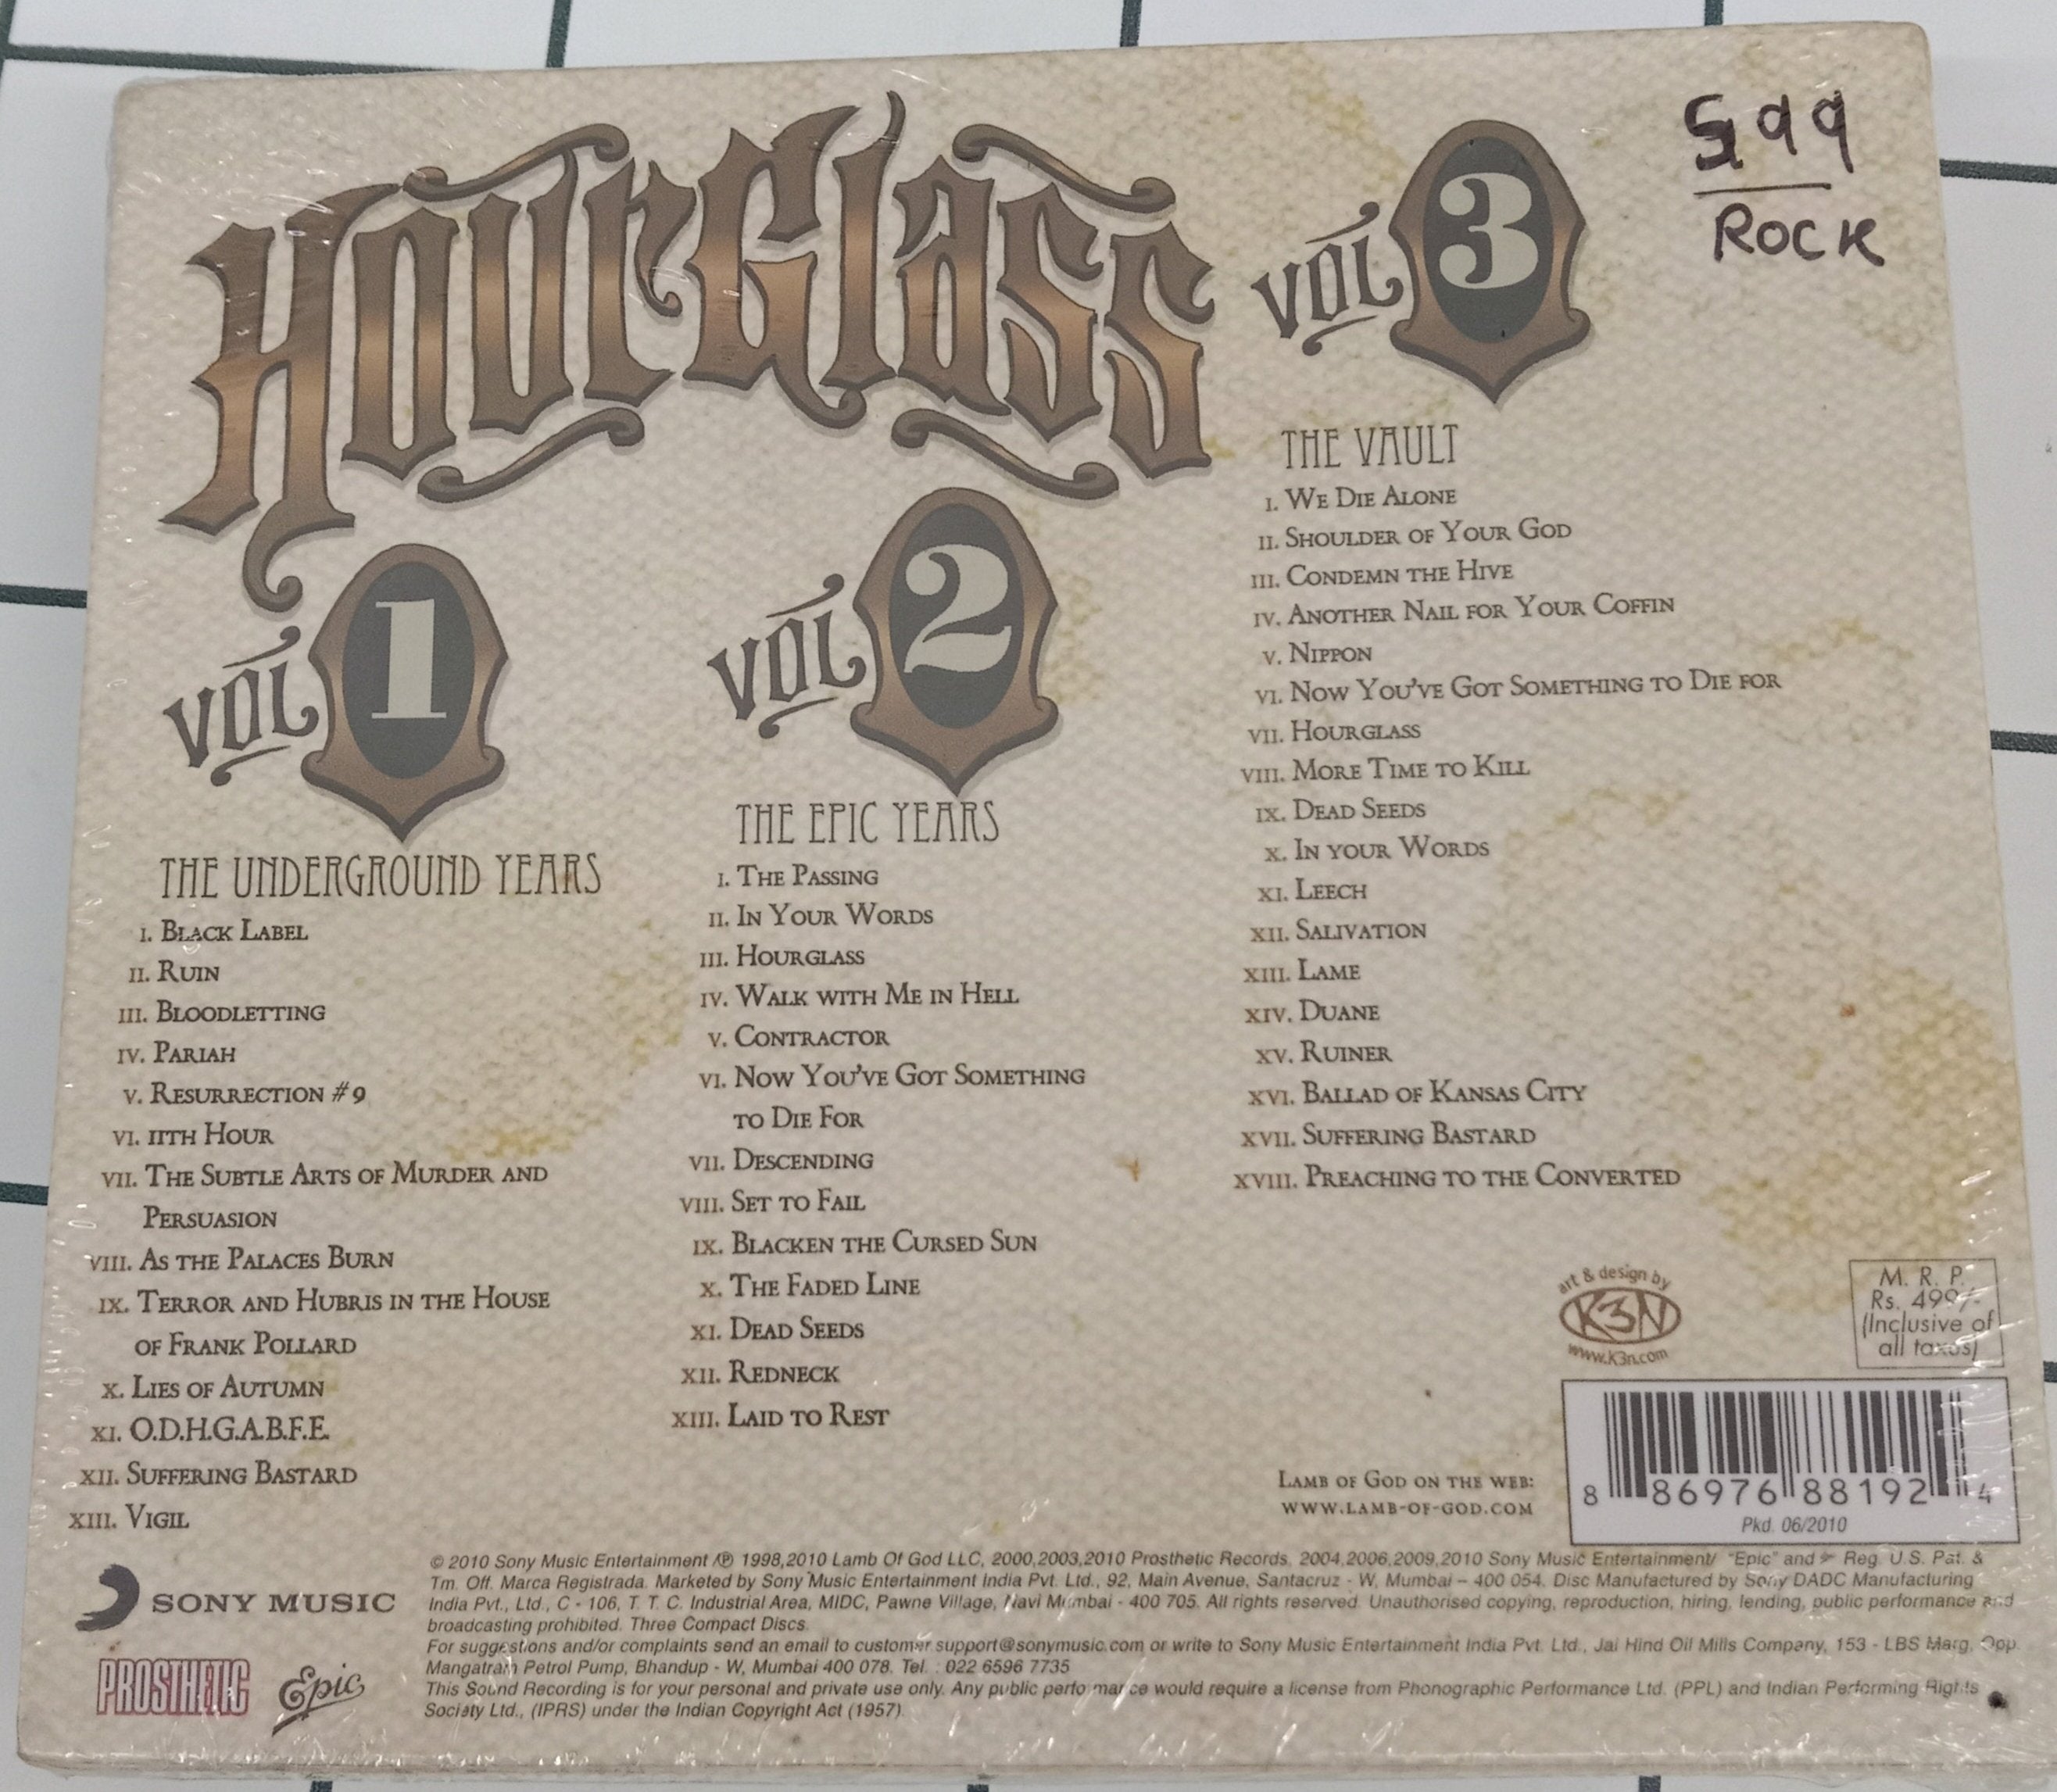 HourGlass
VOL 1
THE UNDERGROUND YEARS
I. BLACK LABEL
II. RUIN
III. BLOODLETTING
IV. PARIAH
V. RESURRECTION #9
VI. 11TH HOUR
VII. THE SUBTLE ARTS OF MURDER AND
PERSUASION
VIII. AS THE PALACES BURN
IX. TERROR AND HUBRIS IN THE HOUSE
OF FRANK POLLARD
X. LIES OF AUTUMN
XI. O.D.H.G.A.B.F.E.
XII. SUFFERING BASTARD
XIII. VIGIL
VOL 2
THE EPIC YEARS
I. THE PASSING
II. IN YOUR WORDS
III. HOURGLASS
IV. WALK WITH ME IN HELL
V. CONTRACTOR
VI. NOW YOU'VE GOT SOMETHING
TO DIE FOR
VII. DESCENDING
VIII. SET TO FAIL
IX. BLACKEN THE CURSED SUN
X. THE FADED LINE
XI. DEAD SEEDS
XII. REDNECK
XIII. LAID TO REST
VOL 3
THE VAULT
I. WE DIE ALONE
II. SHOULDER OF YOUR GOD
III. CONDEMN THE HIVE
IV. ANOTHER NAIL FOR YOUR COFFIN
V. NIPPON
VI. NOW YOU'VE GOT SOMETHING TO DIE FOR
VII. HOURGLASS
VIII. MORE TIME TO KILL
IX. DEAD SEEDS
X. IN YOUR WORDS
XI. LEECH
XII. SALIVATION
XIII. LAME
XIV. DUANE
XV. RUINER
XVI. BALLAD OF KANSAS CITY
XVII. SUFFERING BASTARD
XVIII. PREACHING TO THE CONVERTED
ROCK
art & design by
K3N
www.k3n.com
M. R. P.
Rs. 499/-
(Inclusive of
all taxes)
LAMB OF GOD ON THE WEB:
WWW.LAMB-OF-GOD.COM
8 86976 88192 4
Pkd. 06/2010
SONY MUSIC
PROSTHETIC
Epic
© 2010 Sony Music Entertainment /℗ 1998,2010 Lamb Of God LLC, 2000,2003,2010 Prosthetic Records, 2004,2006,2009,2010 Sony Music Entertainment/ "Epic" and Reg. U.S. Pat. &
Tm. Off. Marca Registrada. Marketed by Sony Music Entertainment India Pvt. Ltd., 92, Main Avenue, Santacruz - W, Mumbai – 400 054. Disc Manufactured by Sony DADC Manufacturing
India Pvt., Ltd., C - 106, T. T. C. Industrial Area, MIDC, Pawne Village, Navi Mumbai - 400 705. All rights reserved. Unauthorised copying, reproduction, hiring, lending, public performance and
broadcasting prohibited. Three Compact Discs.
For suggestions and/or complaints send an email to customer.support@sonymusic.com or write to Sony Music Entertainment India Pvt. Ltd., Jai Hind Oil Mills Company, 153 - LBS Marg, Opp.
Mangatram Petrol Pump, Bhandup - W, Mumbai 400 078. Tel. : 022 6596 7735
This Sound Recording is for your personal and private use only. Any public performance would require a license from Phonographic Performance Ltd. (PPL) and Indian Performing Rights
Society Ltd., (IPRS) under the Indian Copyright Act (1957).